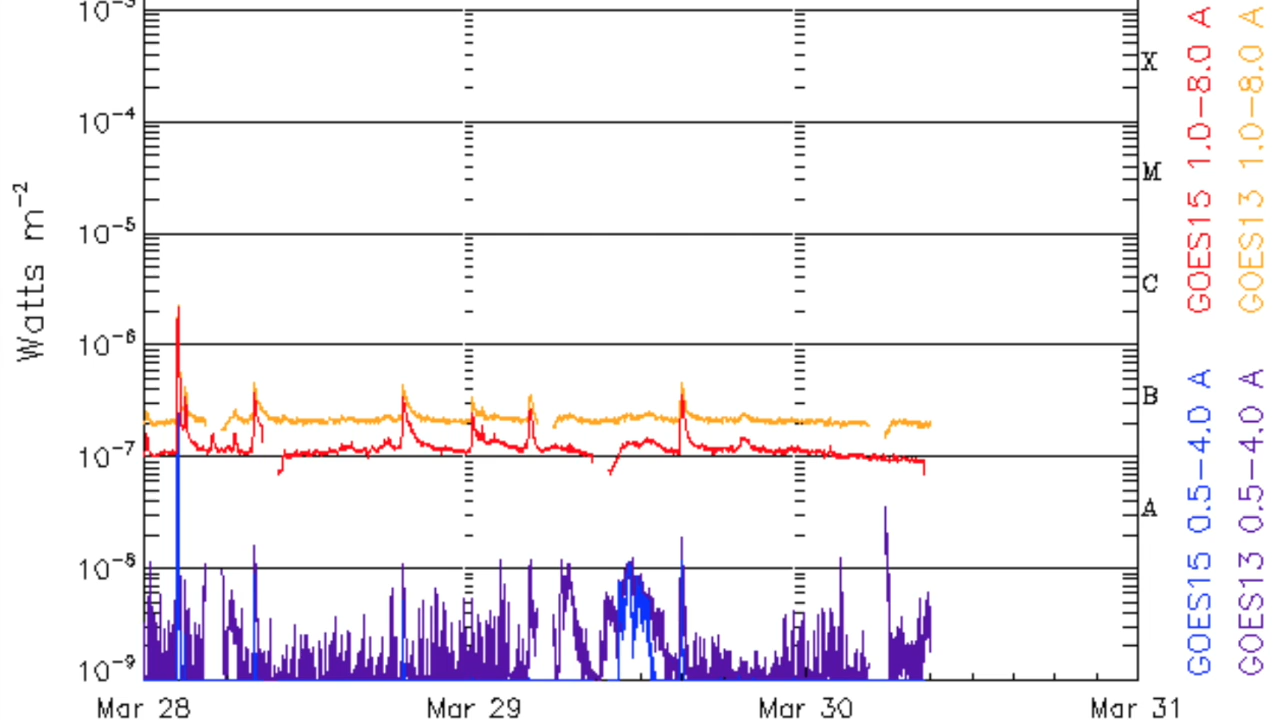 10⁻³
10⁻⁴
10⁻⁵
10⁻⁶
10⁻⁷
10⁻⁸
10⁻⁹
Watts m⁻²
X
M
C
B
A
Mar 28
Mar 29
Mar 30
Mar 31
GOES15 1.0-8.0 A
GOES13 1.0-8.0 A
GOES15 0.5-4.0 A
GOES13 0.5-4.0 A